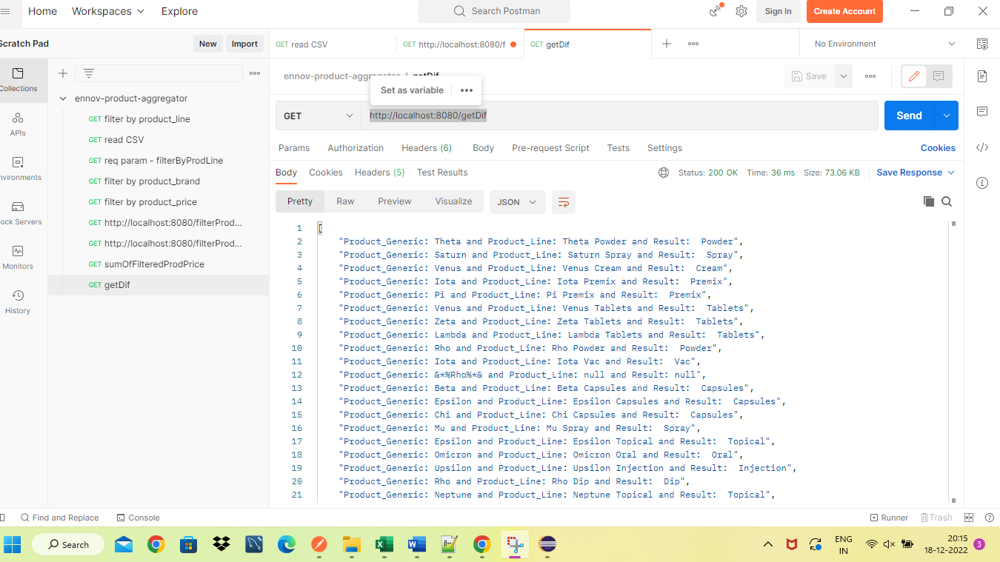 Home Workspaces Explore Search Postman Sign In Create Account
Scratch Pad New Import GET read CSV GET http://localhost:8080/f GET getDif No Environment
ennov-product-aggregator / getDif Save
Set as variable
GET http://localhost:8080/getDif Send
Params Authorization Headers (6) Body Pre-request Script Tests Settings Cookies
Body Cookies Headers (5) Test Results Status: 200 OK Time: 36 ms Size: 73.06 KB Save Response
Pretty Raw Preview Visualize JSON
Collections
APIs
nvironments
ock Servers
Monitors
History
ennov-product-aggregator
GET filter by product_line
GET read CSV
GET req param - filterByProdLine
GET filter by product_brand
GET filter by product_price
GET http://localhost:8080/filterProd...
GET http://localhost:8080/filterProd...
GET sumOfFilteredProdPrice
GET getDif
1 [
2 "Product_Generic: Theta and Product_Line: Theta Powder and Result:  Powder",
3 "Product_Generic: Saturn and Product_Line: Saturn Spray and Result:  Spray",
4 "Product_Generic: Venus and Product_Line: Venus Cream and Result:  Cream",
5 "Product_Generic: Iota and Product_Line: Iota Premix and Result:  Premix",
6 "Product_Generic: Pi and Product_Line: Pi Premix and Result:  Premix",
7 "Product_Generic: Venus and Product_Line: Venus Tablets and Result:  Tablets",
8 "Product_Generic: Zeta and Product_Line: Zeta Tablets and Result:  Tablets",
9 "Product_Generic: Lambda and Product_Line: Lambda Tablets and Result:  Tablets",
10 "Product_Generic: Rho and Product_Line: Rho Powder and Result:  Powder",
11 "Product_Generic: Iota and Product_Line: Iota Vac and Result:  Vac",
12 "Product_Generic: &*%Rho%*& and Product_Line: null and Result: null",
13 "Product_Generic: Beta and Product_Line: Beta Capsules and Result:  Capsules",
14 "Product_Generic: Epsilon and Product_Line: Epsilon Capsules and Result:  Capsules",
15 "Product_Generic: Chi and Product_Line: Chi Capsules and Result:  Capsules",
16 "Product_Generic: Mu and Product_Line: Mu Spray and Result:  Spray",
17 "Product_Generic: Epsilon and Product_Line: Epsilon Topical and Result:  Topical",
18 "Product_Generic: Omicron and Product_Line: Omicron Oral and Result:  Oral",
19 "Product_Generic: Upsilon and Product_Line: Upsilon Injection and Result:  Injection",
20 "Product_Generic: Rho and Product_Line: Rho Dip and Result:  Dip",
21 "Product_Generic: Neptune and Product_Line: Neptune Topical and Result:  Topical",
Find and Replace Console Runner Trash
Search ENG 20:15
IN 18-12-2022 3